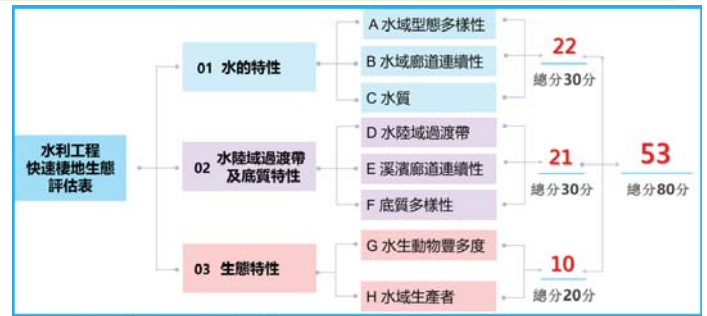 水利工程
快速棲地生態
評估表
01 水的特性
A 水域型態多樣性
B 水域廊道連續性
C 水質
22
總分30分
02 水陸域過渡帶
及底質特性
D 水陸域過渡帶
E 溪濱廊道連續性
F 底質多樣性
21
總分30分
03 生態特性
G 水生動物豐多度
H 水域生產者
10
總分20分
53
總分80分